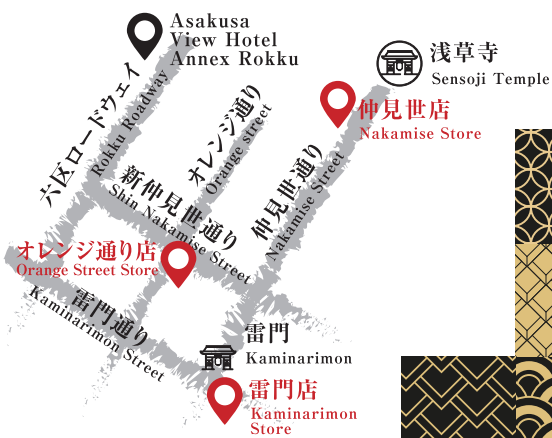 Asakusa
View Hotel
Annex Rokku
浅草寺
Sensoji Temple
仲見世店
Nakamise Store
六区ロードウェイ
Rokku Roadway
オレンジ通り
Orange street
新仲見世通り
Shin Nakamise Street
仲見世通り
Nakamise Street
オレンジ通り店
Orange Street Store
雷門通り
Kaminarimon Street
雷門
Kaminarimon
雷門店
Kaminarimon
Store